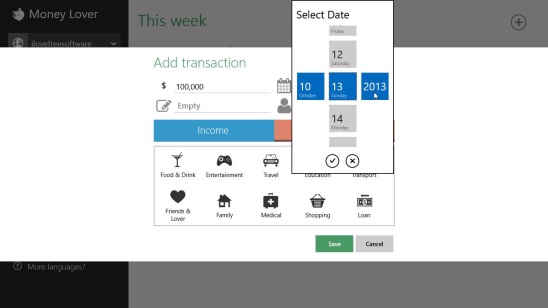 Money Lover
ilovefreesoftware
This week
Select Date
Friday
12
Saturday
10
October
13
Sunday
2013
14
Monday
Add transaction
$ 100,000
Empty
Income
Food & Drink
Entertainment
Travel
Education
Transport
Friends & Lover
Family
Medical
Shopping
Loan
Save
Cancel
? More languages?